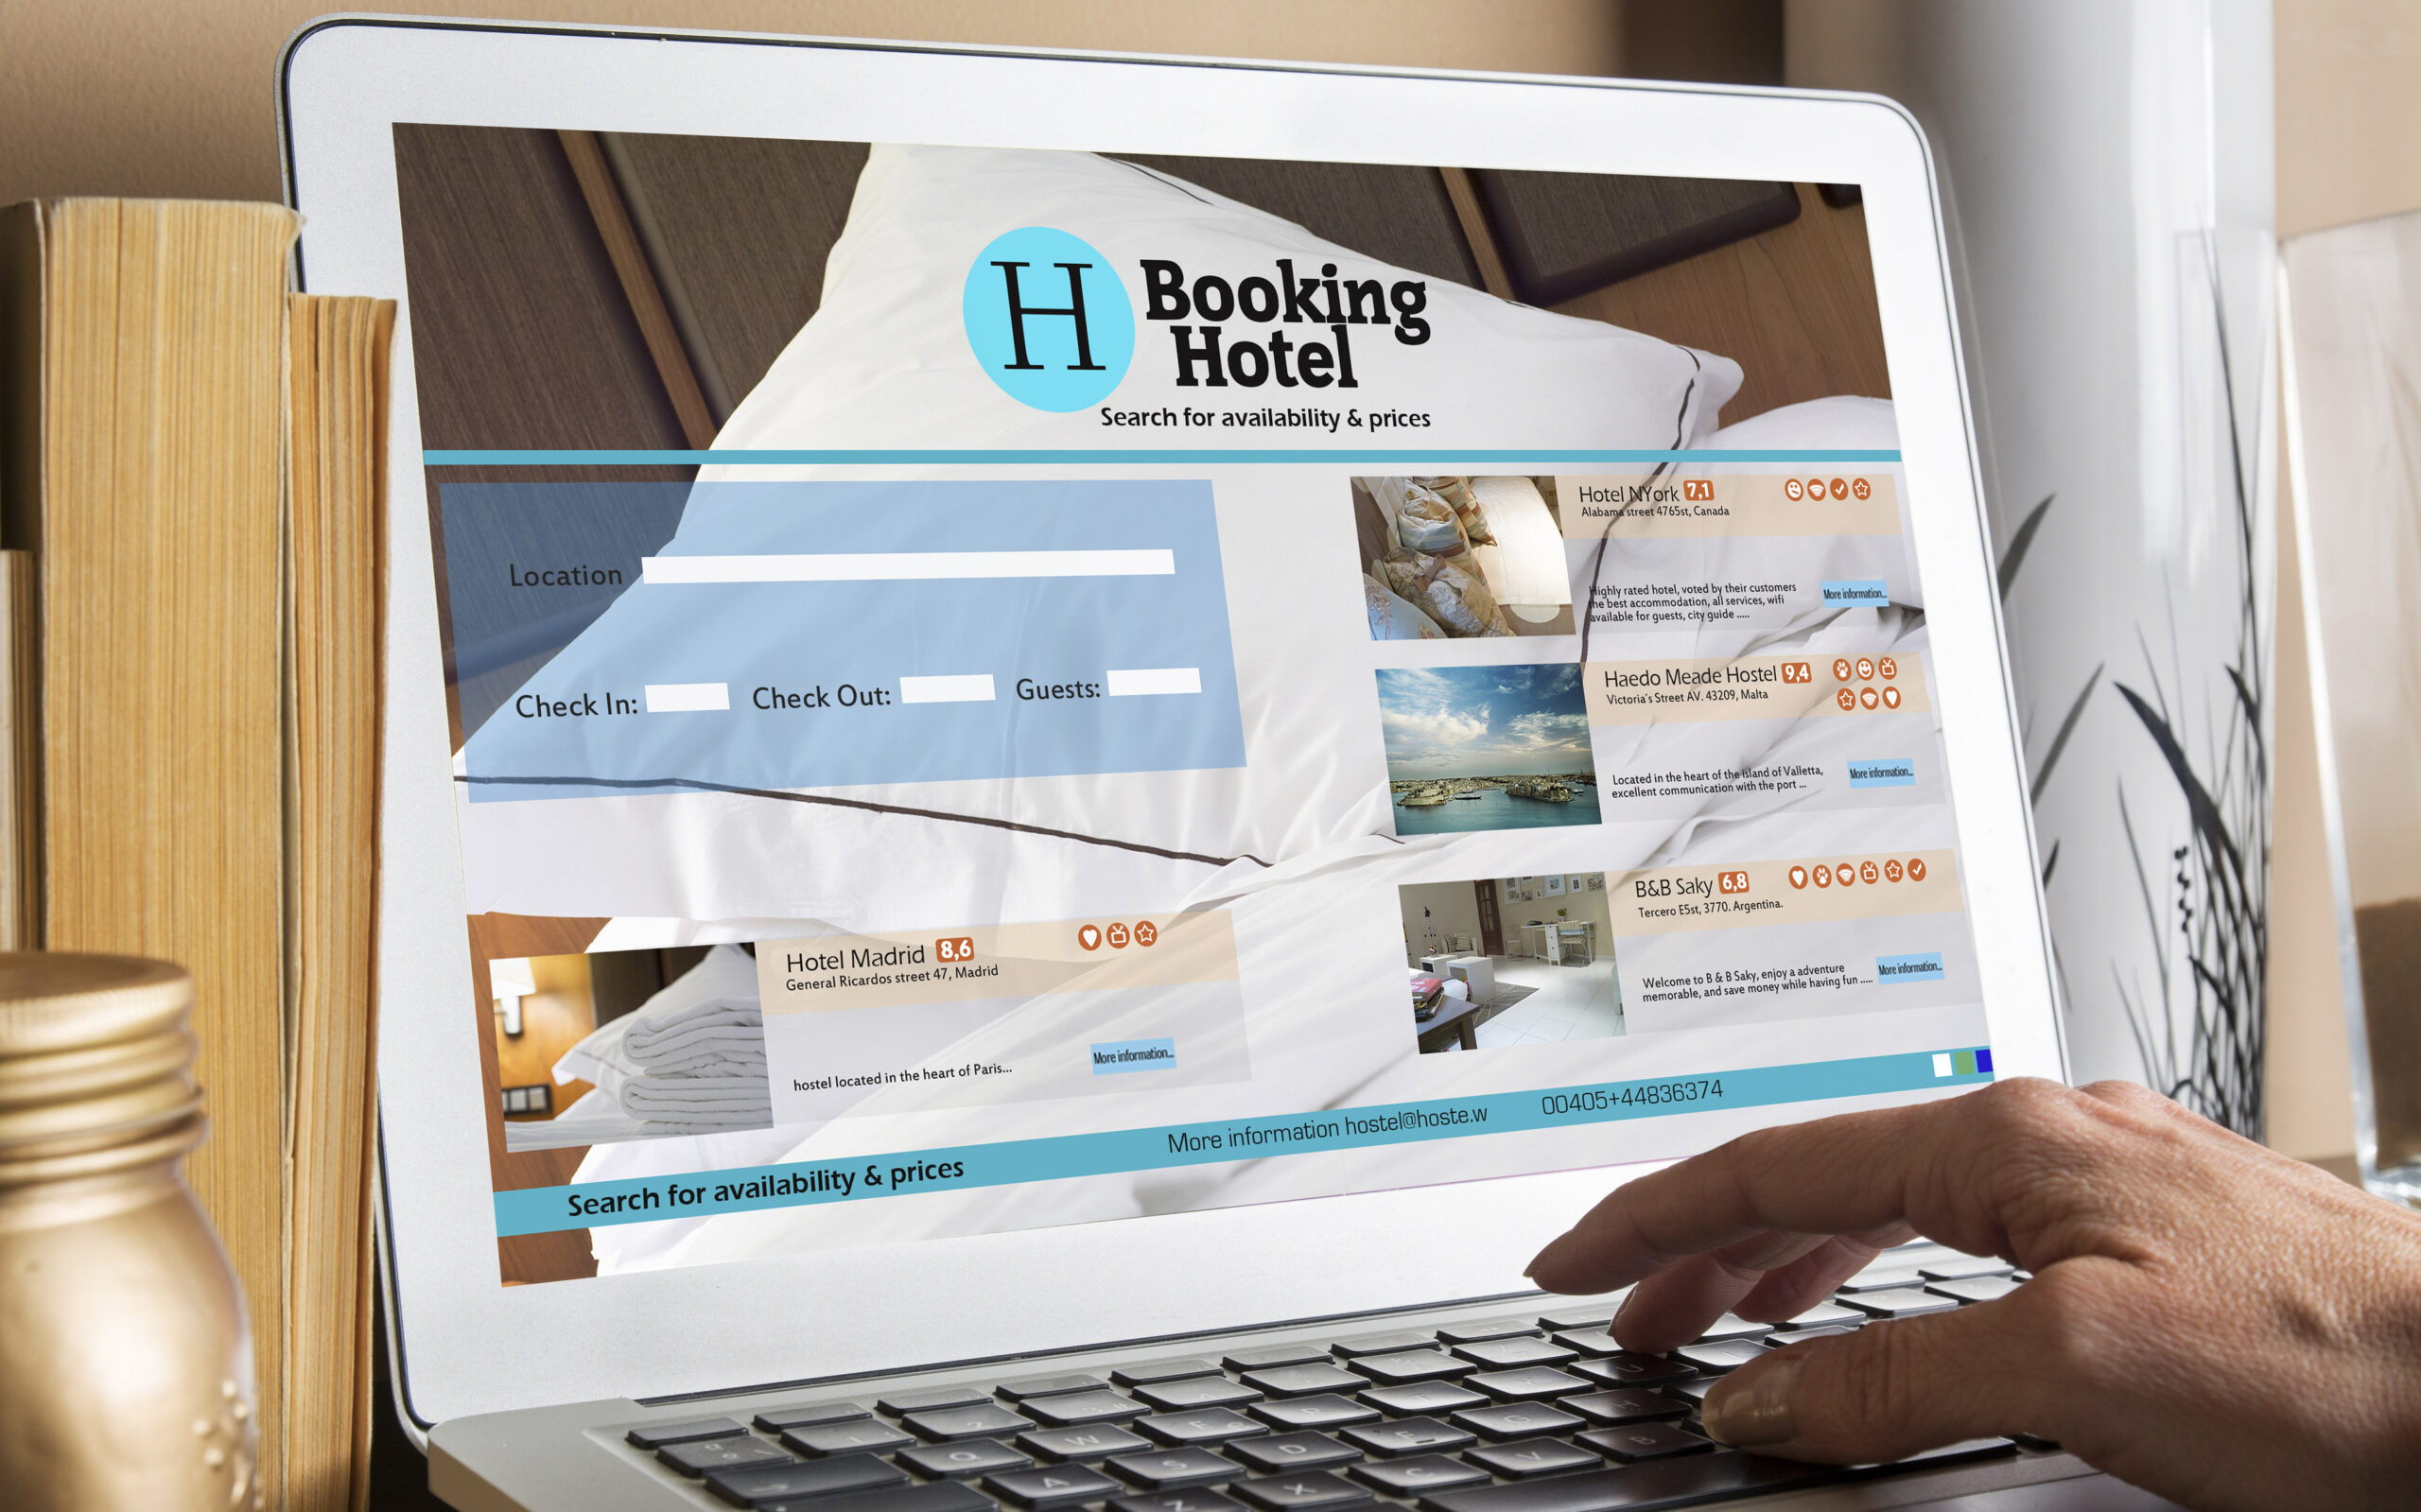 H
Booking
Hotel
Search for availability & prices
Location
Check In:
Check Out:
Guests:
Hotel NYork 7,1
Alabama street 4765st, Canada
Highly rated hotel, voted by their customers
the best accommodation, all services, wifi
available for guests, city guide .....
More information...
Haedo Meade Hostel 9,4
Victoria's Street AV. 43209, Malta
Located in the heart of the Island of Valletta,
excellent communication with the port ...
More information...
B&B Saky 6,8
Tercero E5st, 3770. Argentina.
Welcome to B & B Saky, enjoy a adventure
memorable, and save money while having fun .....
More information...
Hotel Madrid 8,6
General Ricardos street 47, Madrid
hostel located in the heart of Paris...
More information...
Search for availability & prices
More information hostel@hoste.w
00405+44836374
Q W E
A S D
Z X C V B